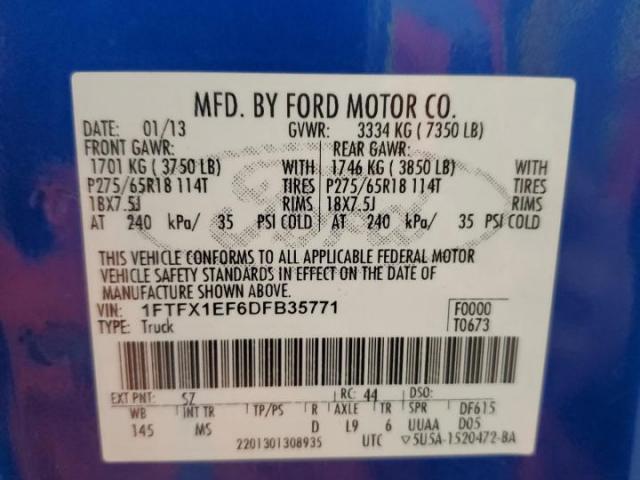 MFD. BY FORD MOTOR CO.
DATE: 01/13 GVWR: 3334 KG ( 7350 LB)
FRONT GAWR: REAR GAWR:
1701 KG ( 3750 LB) WITH 1746 KG ( 3850 LB) WITH
P275/65R18 114T TIRES P275/65R18 114T TIRES
18X7.5J RIMS 18X7.5J RIMS
AT 240 kPa/ 35 PSI COLD AT 240 kPa/ 35 PSI COLD
THIS VEHICLE CONFORMS TO ALL APPLICABLE FEDERAL MOTOR
VEHICLE SAFETY STANDARDS IN EFFECT ON THE DATE OF
MANUFACTURE SHOWN ABOVE.
VIN: 1FTFX1EF6DFB35771 F0000
TYPE: Truck T0673
EXT PNT: SZ RC: 44 DSO:
WB INT TR TP/PS R AXLE TR SPR DF615
145 MS D L9 6 UUAA D05
2201301308935 UTC ▽5U5A-1520472-BA